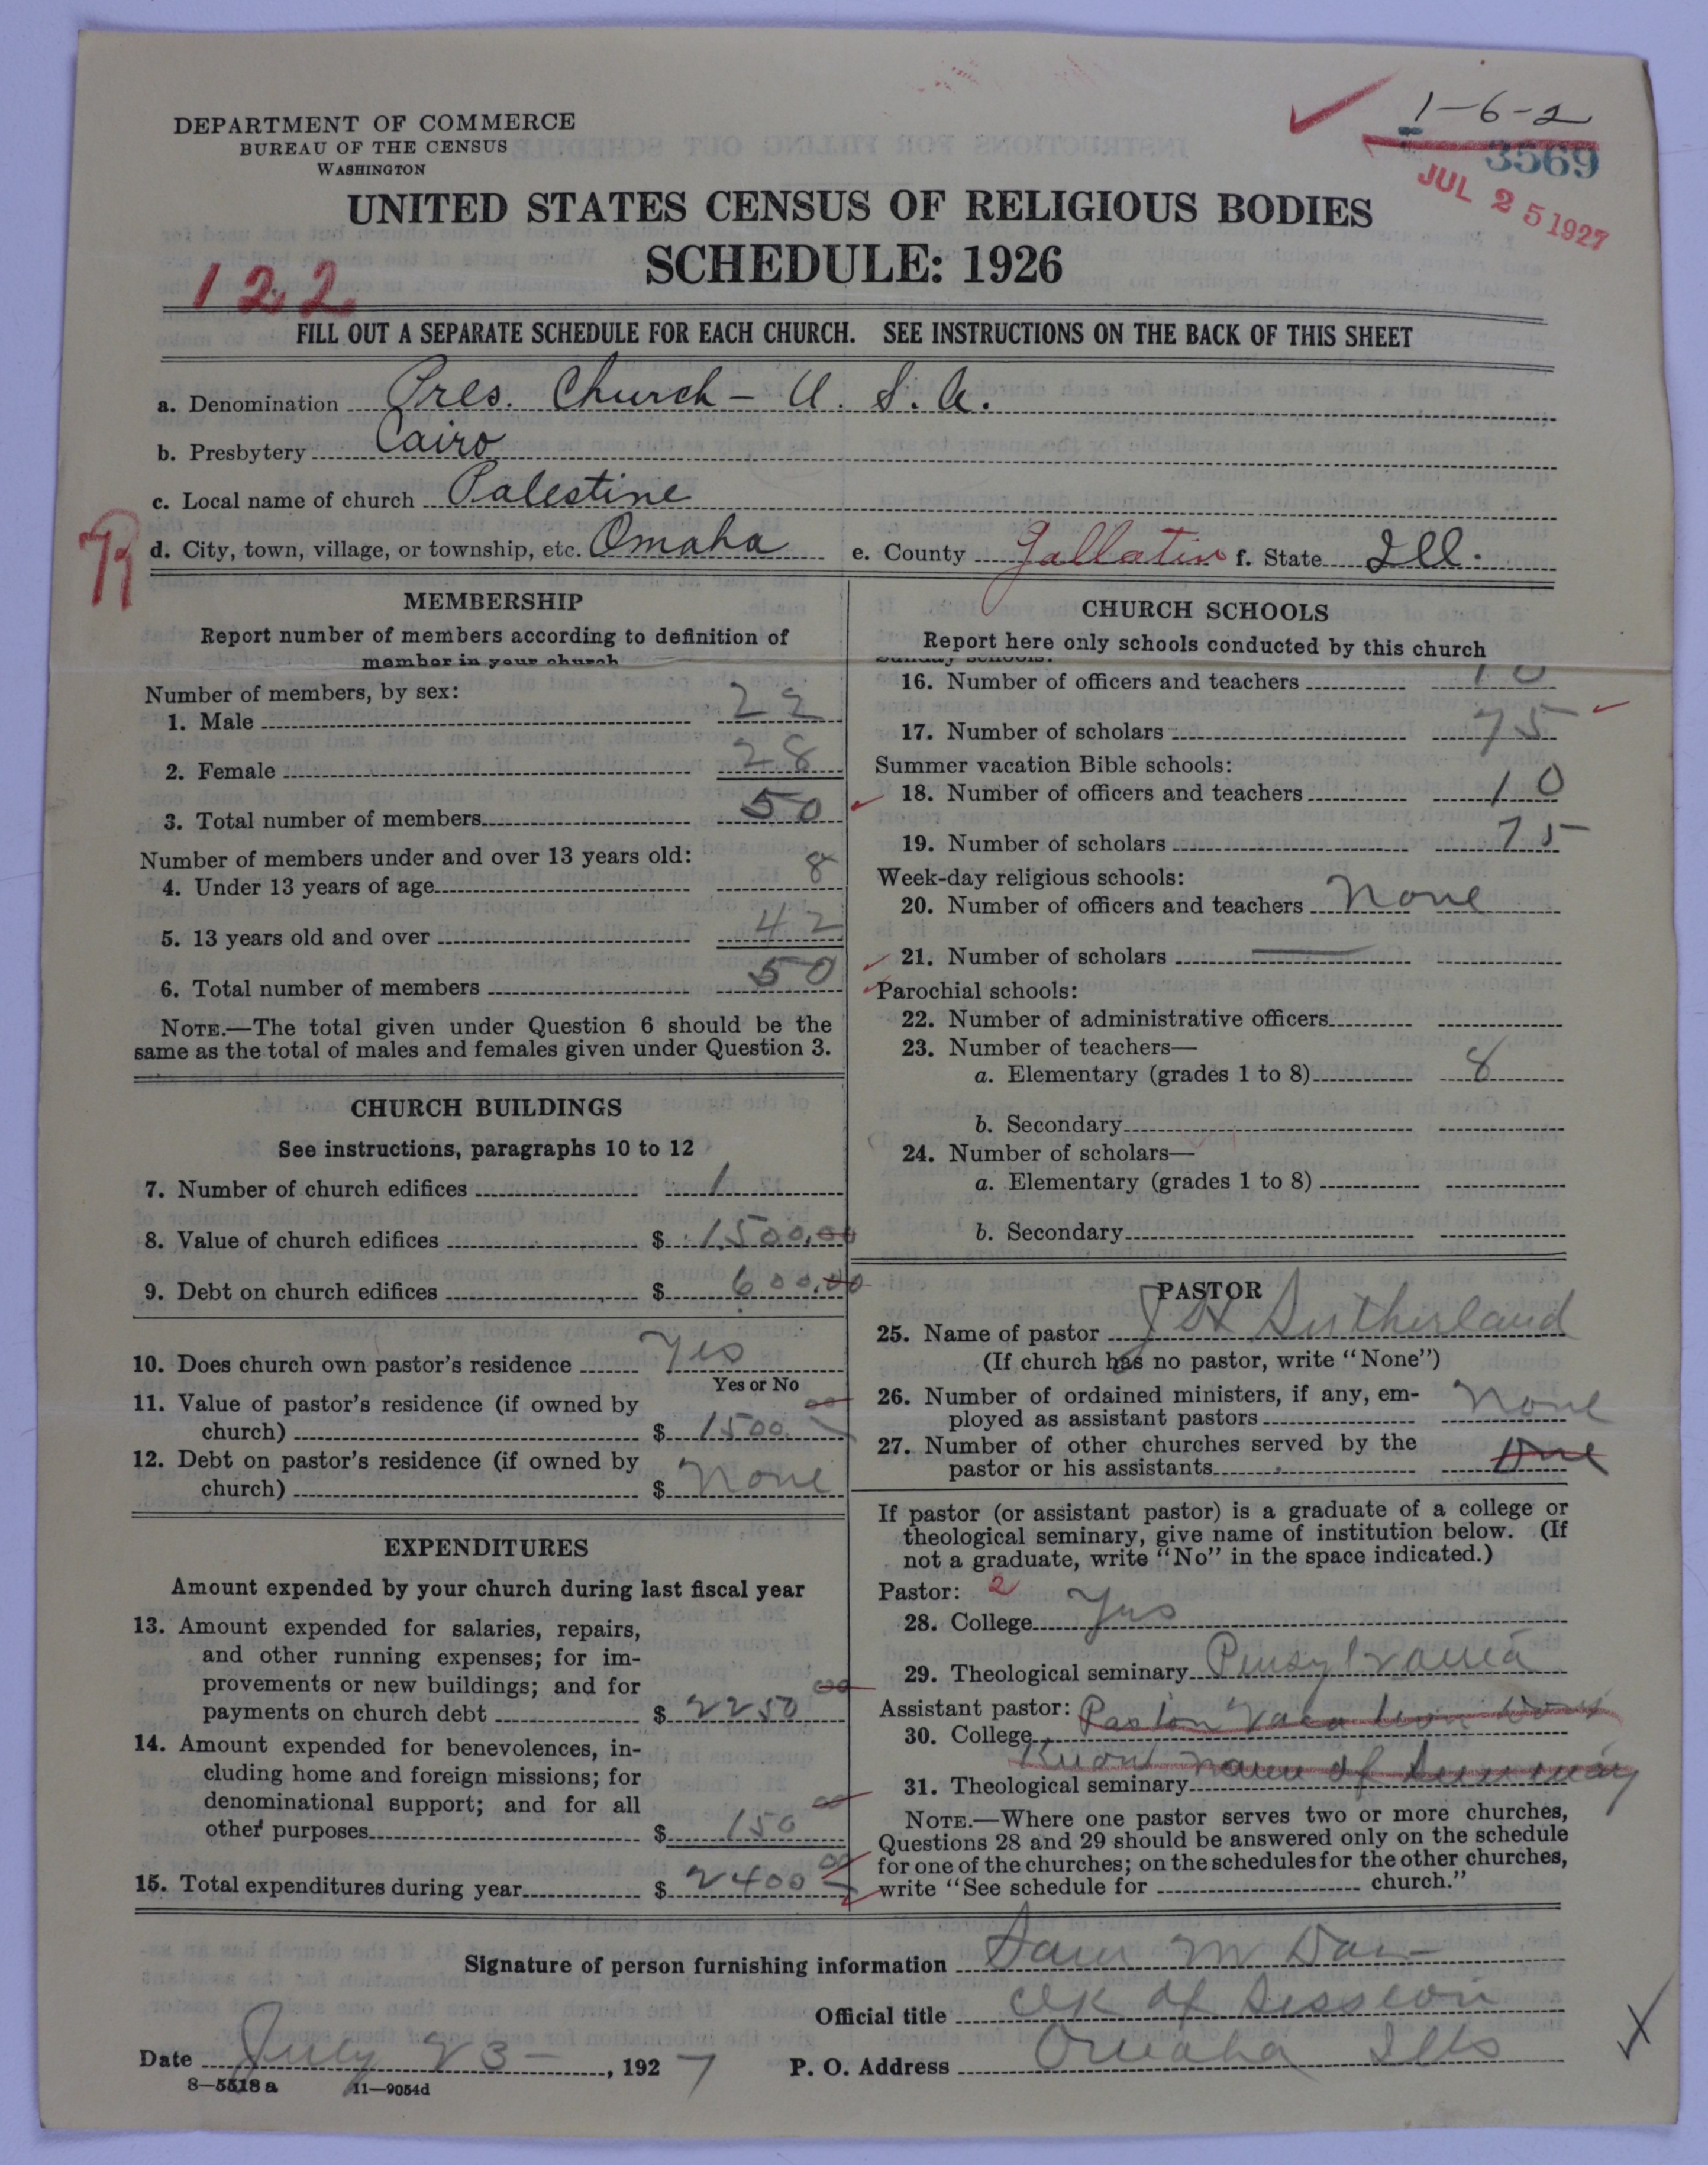 DEPARTMENT OF COMMERCE
BUREAU OF THE CENSUS
WASHINGTON
1-6-2
3569
JUL 25 1927
UNITED STATES CENSUS OF RELIGIOUS BODIES
SCHEDULE: 1926
122
FILL OUT A SEPARATE SCHEDULE FOR EACH CHURCH. SEE INSTRUCTIONS ON THE BACK OF THIS SHEET
a. Denomination Pres. Church - U. S. A.
b. Presbytery Cairo
c. Local name of church Palestine
d. City, town, village, or township, etc. Omaha e. County Gallatin f. State Ill.
MEMBERSHIP
Report number of members according to definition of
member in your church
Number of members, by sex:
1. Male 22
2. Female 28
3. Total number of members 50
Number of members under and over 13 years old:
4. Under 13 years of age 8
5. 13 years old and over 42
6. Total number of members 50
NOTE.—The total given under Question 6 should be the
same as the total of males and females given under Question 3.
CHURCH BUILDINGS
See instructions, paragraphs 10 to 12
7. Number of church edifices 1
8. Value of church edifices $ 1,500.00
9. Debt on church edifices $ 600.00
10. Does church own pastor's residence Yes
Yes or No
11. Value of pastor's residence (if owned by
church) $ 1500.00
12. Debt on pastor's residence (if owned by
church) $ None
EXPENDITURES
Amount expended by your church during last fiscal year
13. Amount expended for salaries, repairs,
and other running expenses; for im-
provements or new buildings; and for
payments on church debt $ 2250 00
14. Amount expended for benevolences, in-
cluding home and foreign missions; for
denominational support; and for all
other purposes $ 150 00
15. Total expenditures during year $ 2400 00
CHURCH SCHOOLS
Report here only schools conducted by this church
Sunday schools:
16. Number of officers and teachers 10
17. Number of scholars 75
Summer vacation Bible schools:
18. Number of officers and teachers 10
19. Number of scholars 75
Week-day religious schools:
20. Number of officers and teachers None
21. Number of scholars
Parochial schools:
22. Number of administrative officers
23. Number of teachers—
a. Elementary (grades 1 to 8) 8
b. Secondary
24. Number of scholars—
a. Elementary (grades 1 to 8)
b. Secondary
PASTOR
25. Name of pastor J H Sutherland
(If church has no pastor, write "None")
26. Number of ordained ministers, if any, em-
ployed as assistant pastors None
27. Number of other churches served by the
pastor or his assistants One
If pastor (or assistant pastor) is a graduate of a college or
theological seminary, give name of institution below. (If
not a graduate, write "No" in the space indicated.)
Pastor: 2
28. College Yes
29. Theological seminary Pensylvania
Assistant pastor: Pastor vacation dont
30. College
Know name of Seminary
31. Theological seminary
NOTE.—Where one pastor serves two or more churches,
Questions 28 and 29 should be answered only on the schedule
for one of the churches; on the schedules for the other churches,
write "See schedule for church."
Signature of person furnishing information Sam M
Official title Clk of Session
Date July 23 -, 1927 P. O. Address Omaha Ills
8—5518 a 11—9054d